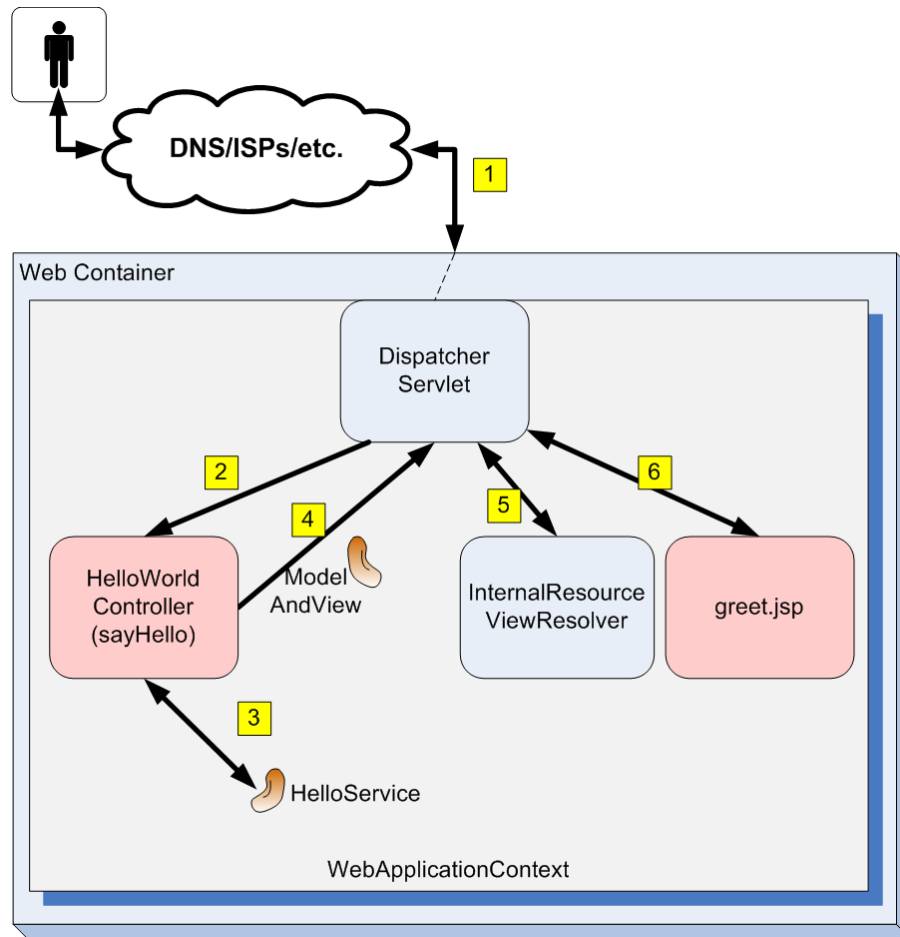 DNS/ISPs/etc.
1
Web Container
Dispatcher
Servlet
2
4
5
6
Model
AndView
HelloWorld
Controller
(sayHello)
InternalResource
ViewResolver
greet.jsp
3
HelloService
WebApplicationContext